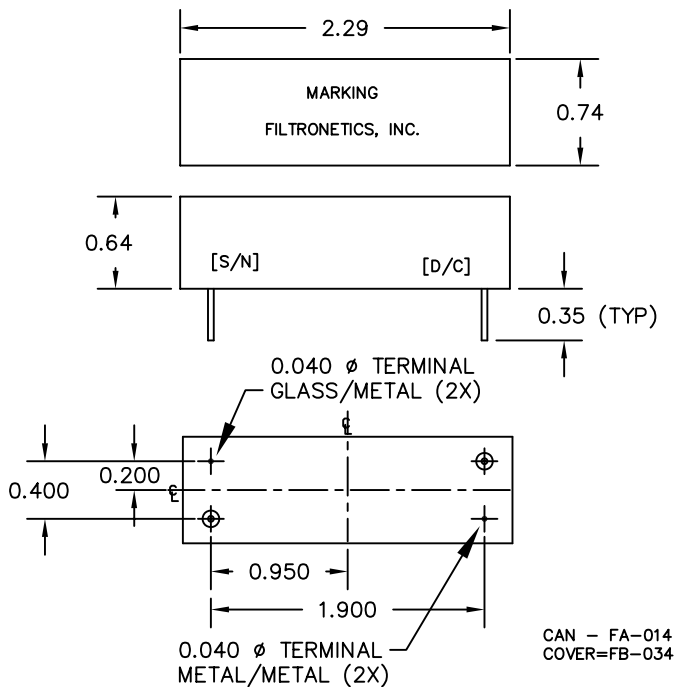 2.29
MARKING
FILTRONETICS, INC.
0.74
0.64
[S/N]
[D/C]
0.35 (TYP)
0.040 ø TERMINAL
GLASS/METAL (2X)
℄
0.200
0.400
℄
0.950
1.900
0.040 ø TERMINAL
METAL/METAL (2X)
CAN - FA-014
COVER=FB-034